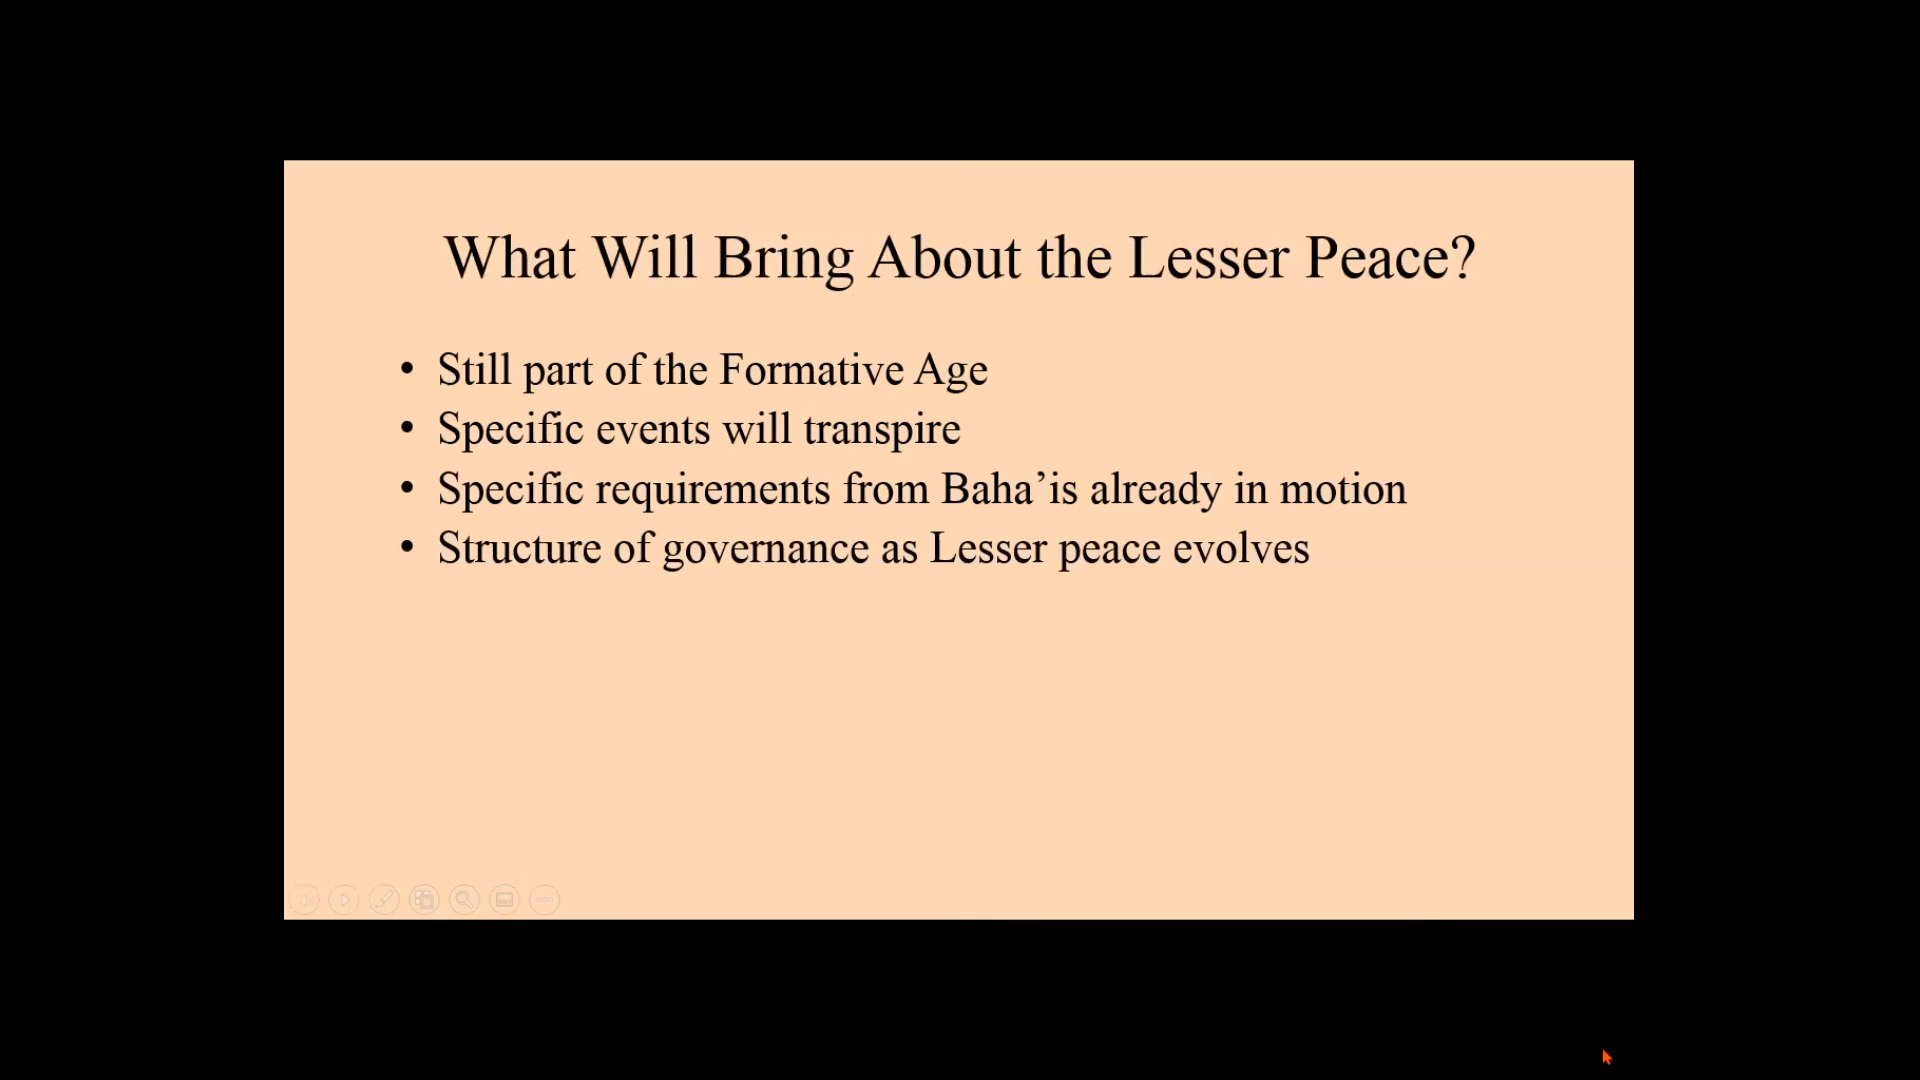 What Will Bring About the Lesser Peace?
• Still part of the Formative Age
• Specific events will transpire
• Specific requirements from Baha’is already in motion
• Structure of governance as Lesser peace evolves